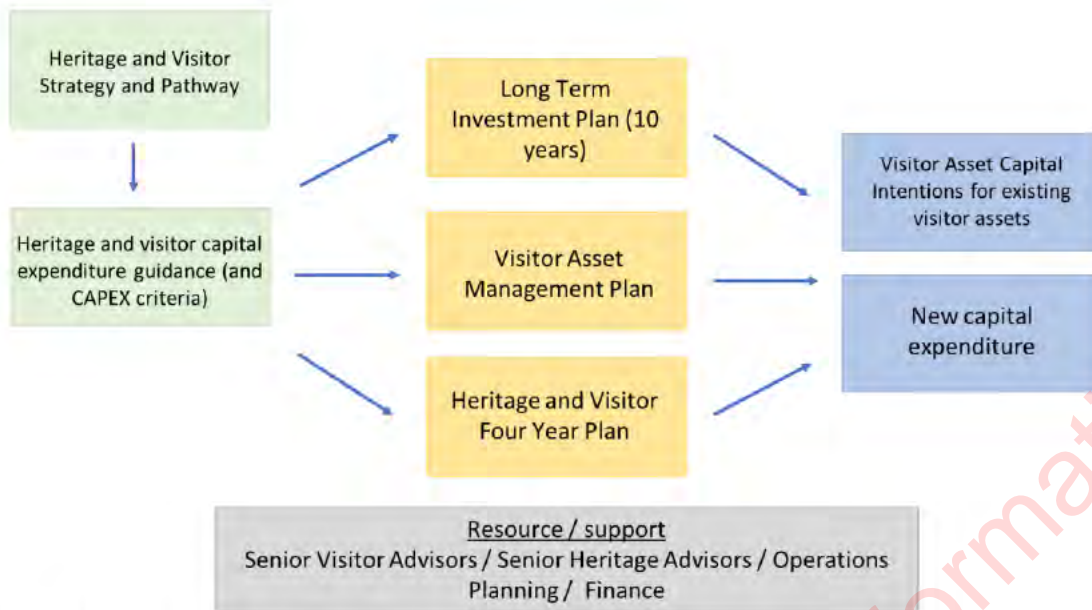 Heritage and Visitor
Strategy and Pathway
Heritage and visitor capital
expenditure guidance (and
CAPEX criteria)
Long Term
Investment Plan (10
years)
Visitor Asset
Management Plan
Heritage and Visitor
Four Year Plan
Visitor Asset Capital
Intentions for existing
visitor assets
New capital
expenditure
Resource / support
Senior Visitor Advisors / Senior Heritage Advisors / Operations
Planning / Finance